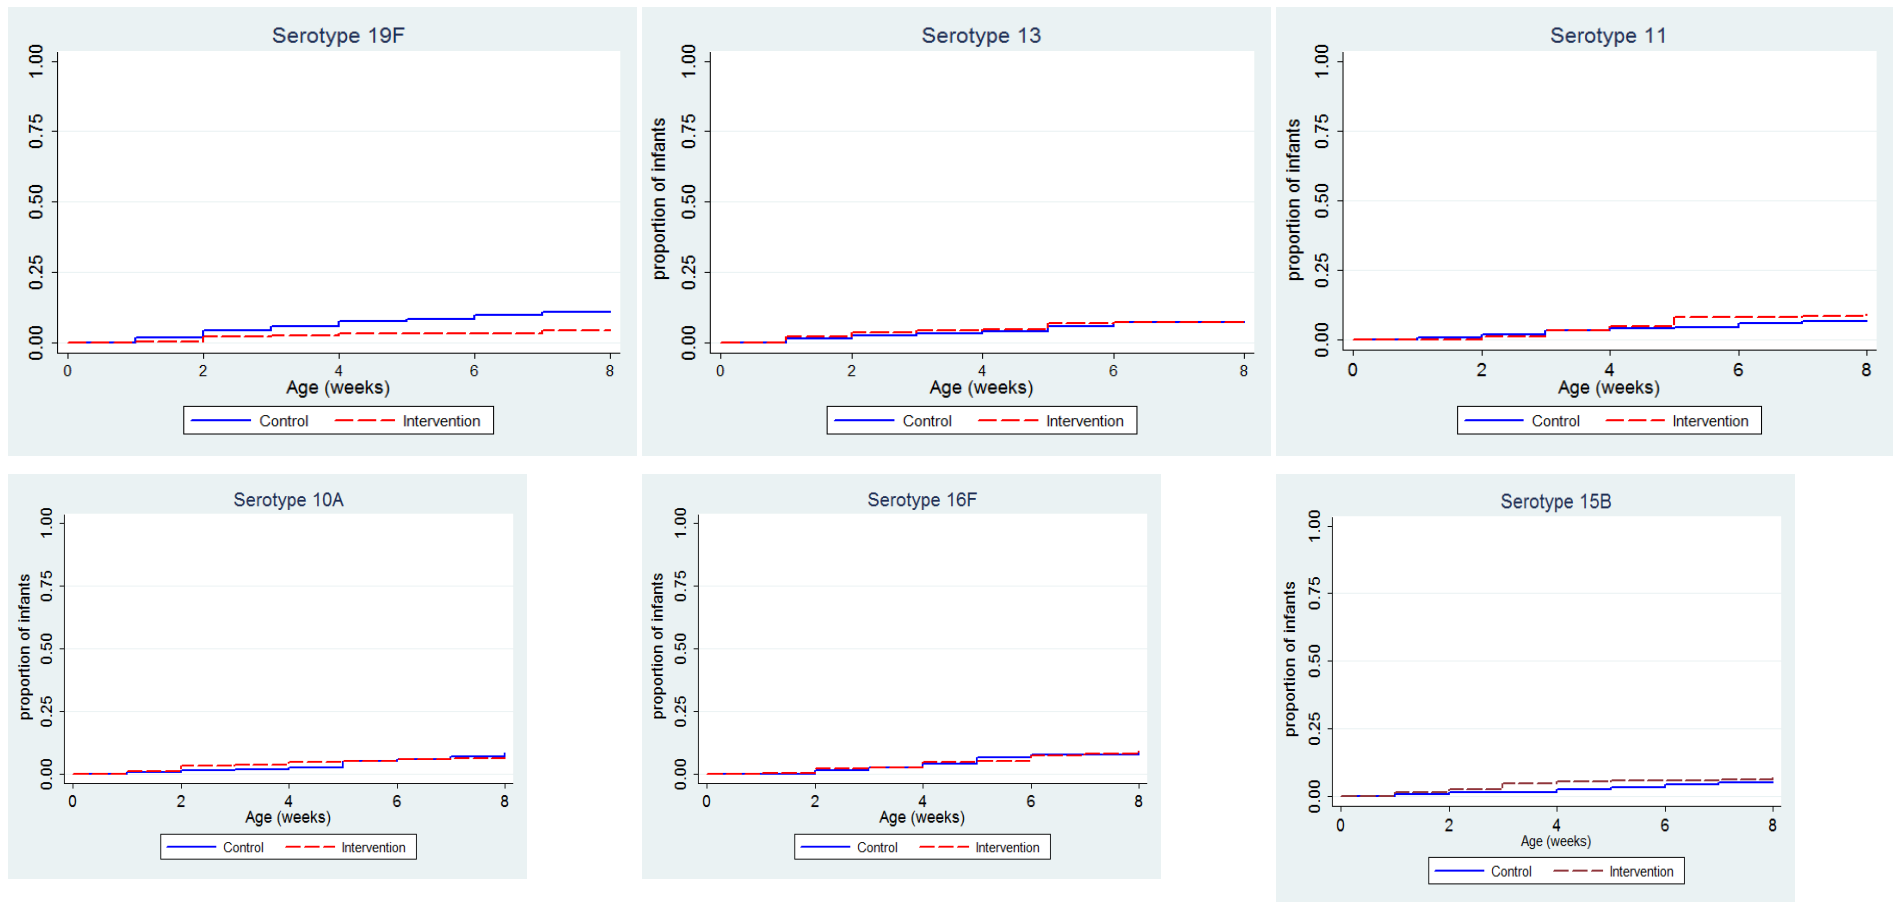 Serotype 19F
1.00
0.75
0.50
0.25
0.00
0 2 4 6 8
Age (weeks)
Control Intervention
Serotype 13
proportion of infants
1.00
0.75
0.50
0.25
0.00
0 2 4 6 8
Age (weeks)
Control Intervention
Serotype 11
proportion of infants
1.00
0.75
0.50
0.25
0.00
0 2 4 6 8
Age (weeks)
Control Intervention
Serotype 10A
proportion of infants
1.00
0.75
0.50
0.25
0.00
0 2 4 6 8
Age (weeks)
Control Intervention
Serotype 16F
proportion of infants
1.00
0.75
0.50
0.25
0.00
0 2 4 6 8
Age (weeks)
Control Intervention
Serotype 15B
proportion of infants
1.00
0.75
0.50
0.25
0.00
0 2 4 6 8
Age (weeks)
Control Intervention